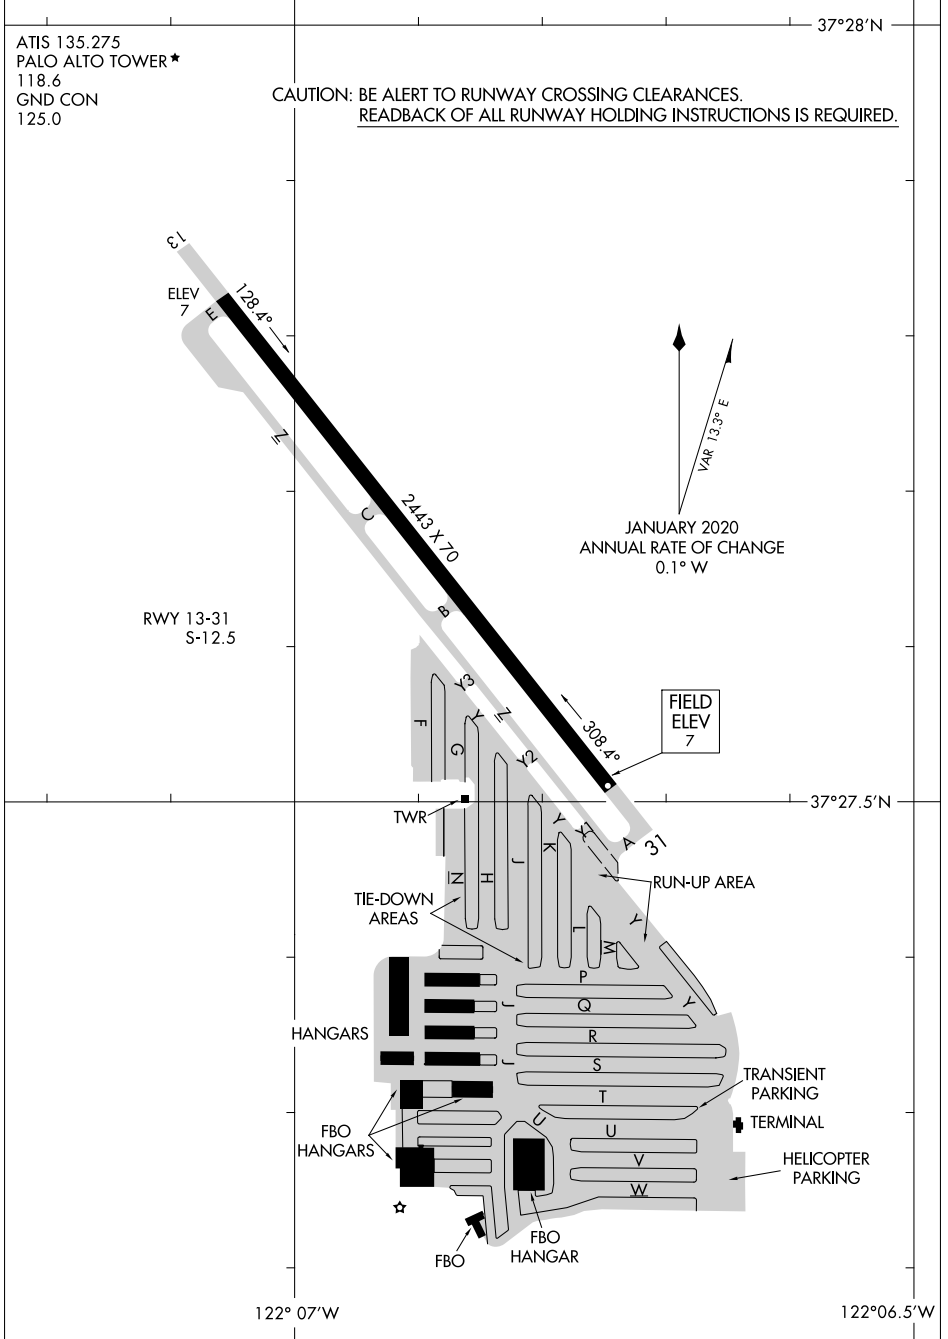 37°28'N
ATIS 135.275
PALO ALTO TOWER★
118.6
GND CON
125.0
CAUTION: BE ALERT TO RUNWAY CROSSING CLEARANCES.
READBACK OF ALL RUNWAY HOLDING INSTRUCTIONS IS REQUIRED.
13
ELEV
7
E
128.4°
VAR 13.3° E
Z
C
2443 X 70
JANUARY 2020
ANNUAL RATE OF CHANGE
0.1° W
B
RWY 13-31
S-12.5
Y3
Z
Y
F
G
Y2
308.4°
FIELD
ELEV
7
37°27.5'N
TWR
Y
Y1
A
31
K
J
H
N
RUN-UP AREA
TIE-DOWN
AREAS
L
M
Y
P
Y
J
Q
HANGARS
R
J
S
TRANSIENT
PARKING
T
TERMINAL
U
U
FBO
HANGARS
V
HELICOPTER
PARKING
W
FBO
HANGAR
FBO
122° 07'W
122°06.5'W